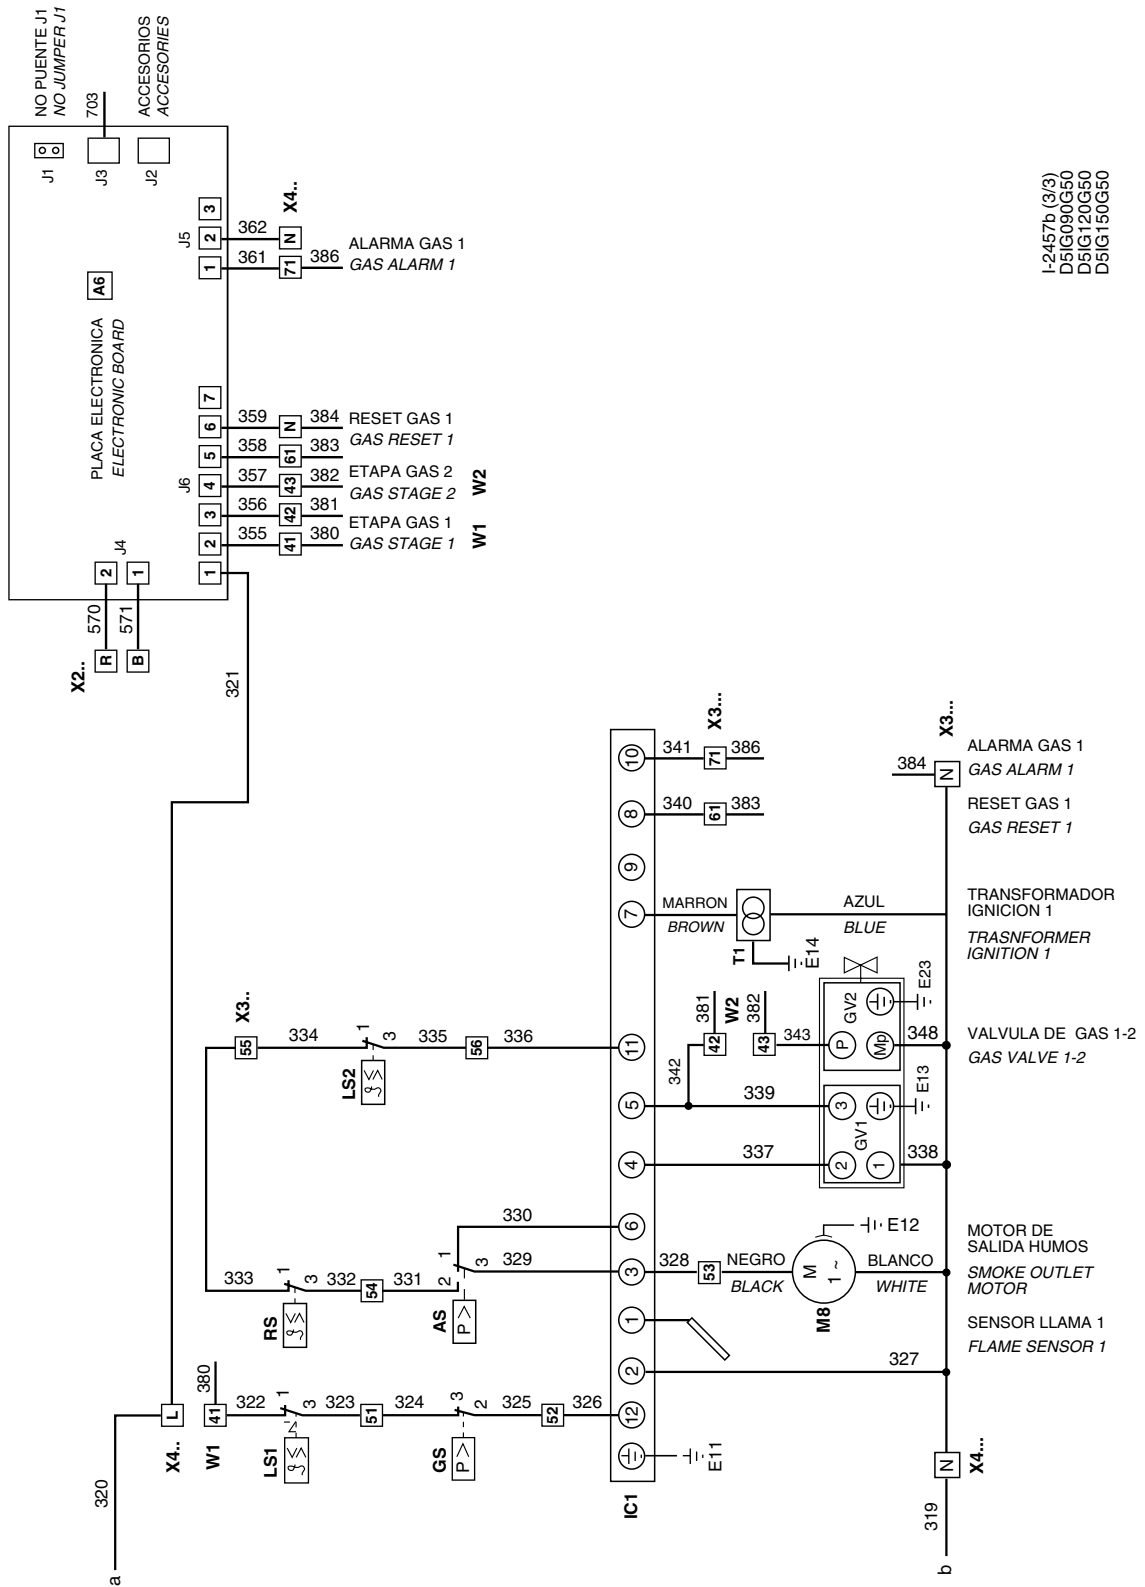 NO PUENTE J1
NO JUMPER J1
J1
703
J3
ACCESORIOS
ACCESORIES
J2
PLACA ELECTRONICA
ELECTRONIC BOARD
A6
J5
3
2
1
362
361
N
71
X4..
386
ALARMA GAS 1
GAS ALARM 1
J6
7
6
5
4
3
2
1
359
358
357
356
355
N
61
43
42
41
384
383
382
381
380
RESET GAS 1
GAS RESET 1
ETAPA GAS 2
GAS STAGE 2
W2
ETAPA GAS 1
GAS STAGE 1
W1
J4
2
1
570
571
R
B
X2..
321
I-2457b (3/3)
D5IG090G50
D5IG120G50
D5IG150G50
a
320
L
X4..
W1
41
380
322
LS1
1
3
323
51
324
GS
P >
3
2
325
52
326
333
RS
1
3
332
54
331
AS
P >
2
1
3
330
329
X3..
55
334
LS2
1
3
335
56
336
IC1
12
2
1
3
6
4
5
11
7
9
8
10
E11
341
71
386
X3...
340
61
383
MARRON
BROWN
T1
E14
AZUL
BLUE
342
42
381
W2
43
382
343
339
337
GV2
P
Mp
E23
348
GV1
3
2
1
E13
338
328
53
NEGRO
BLACK
M
1 ~
M8
E12
BLANCO
WHITE
327
384
N
X3...
ALARMA GAS 1
GAS ALARM 1
RESET GAS 1
GAS RESET 1
TRANSFORMADOR
IGNICION 1
TRASNFORMER
IGNITION 1
VALVULA DE GAS 1-2
GAS VALVE 1-2
MOTOR DE
SALIDA HUMOS
SMOKE OUTLET
MOTOR
SENSOR LLAMA 1
FLAME SENSOR 1
N
X4...
319
b